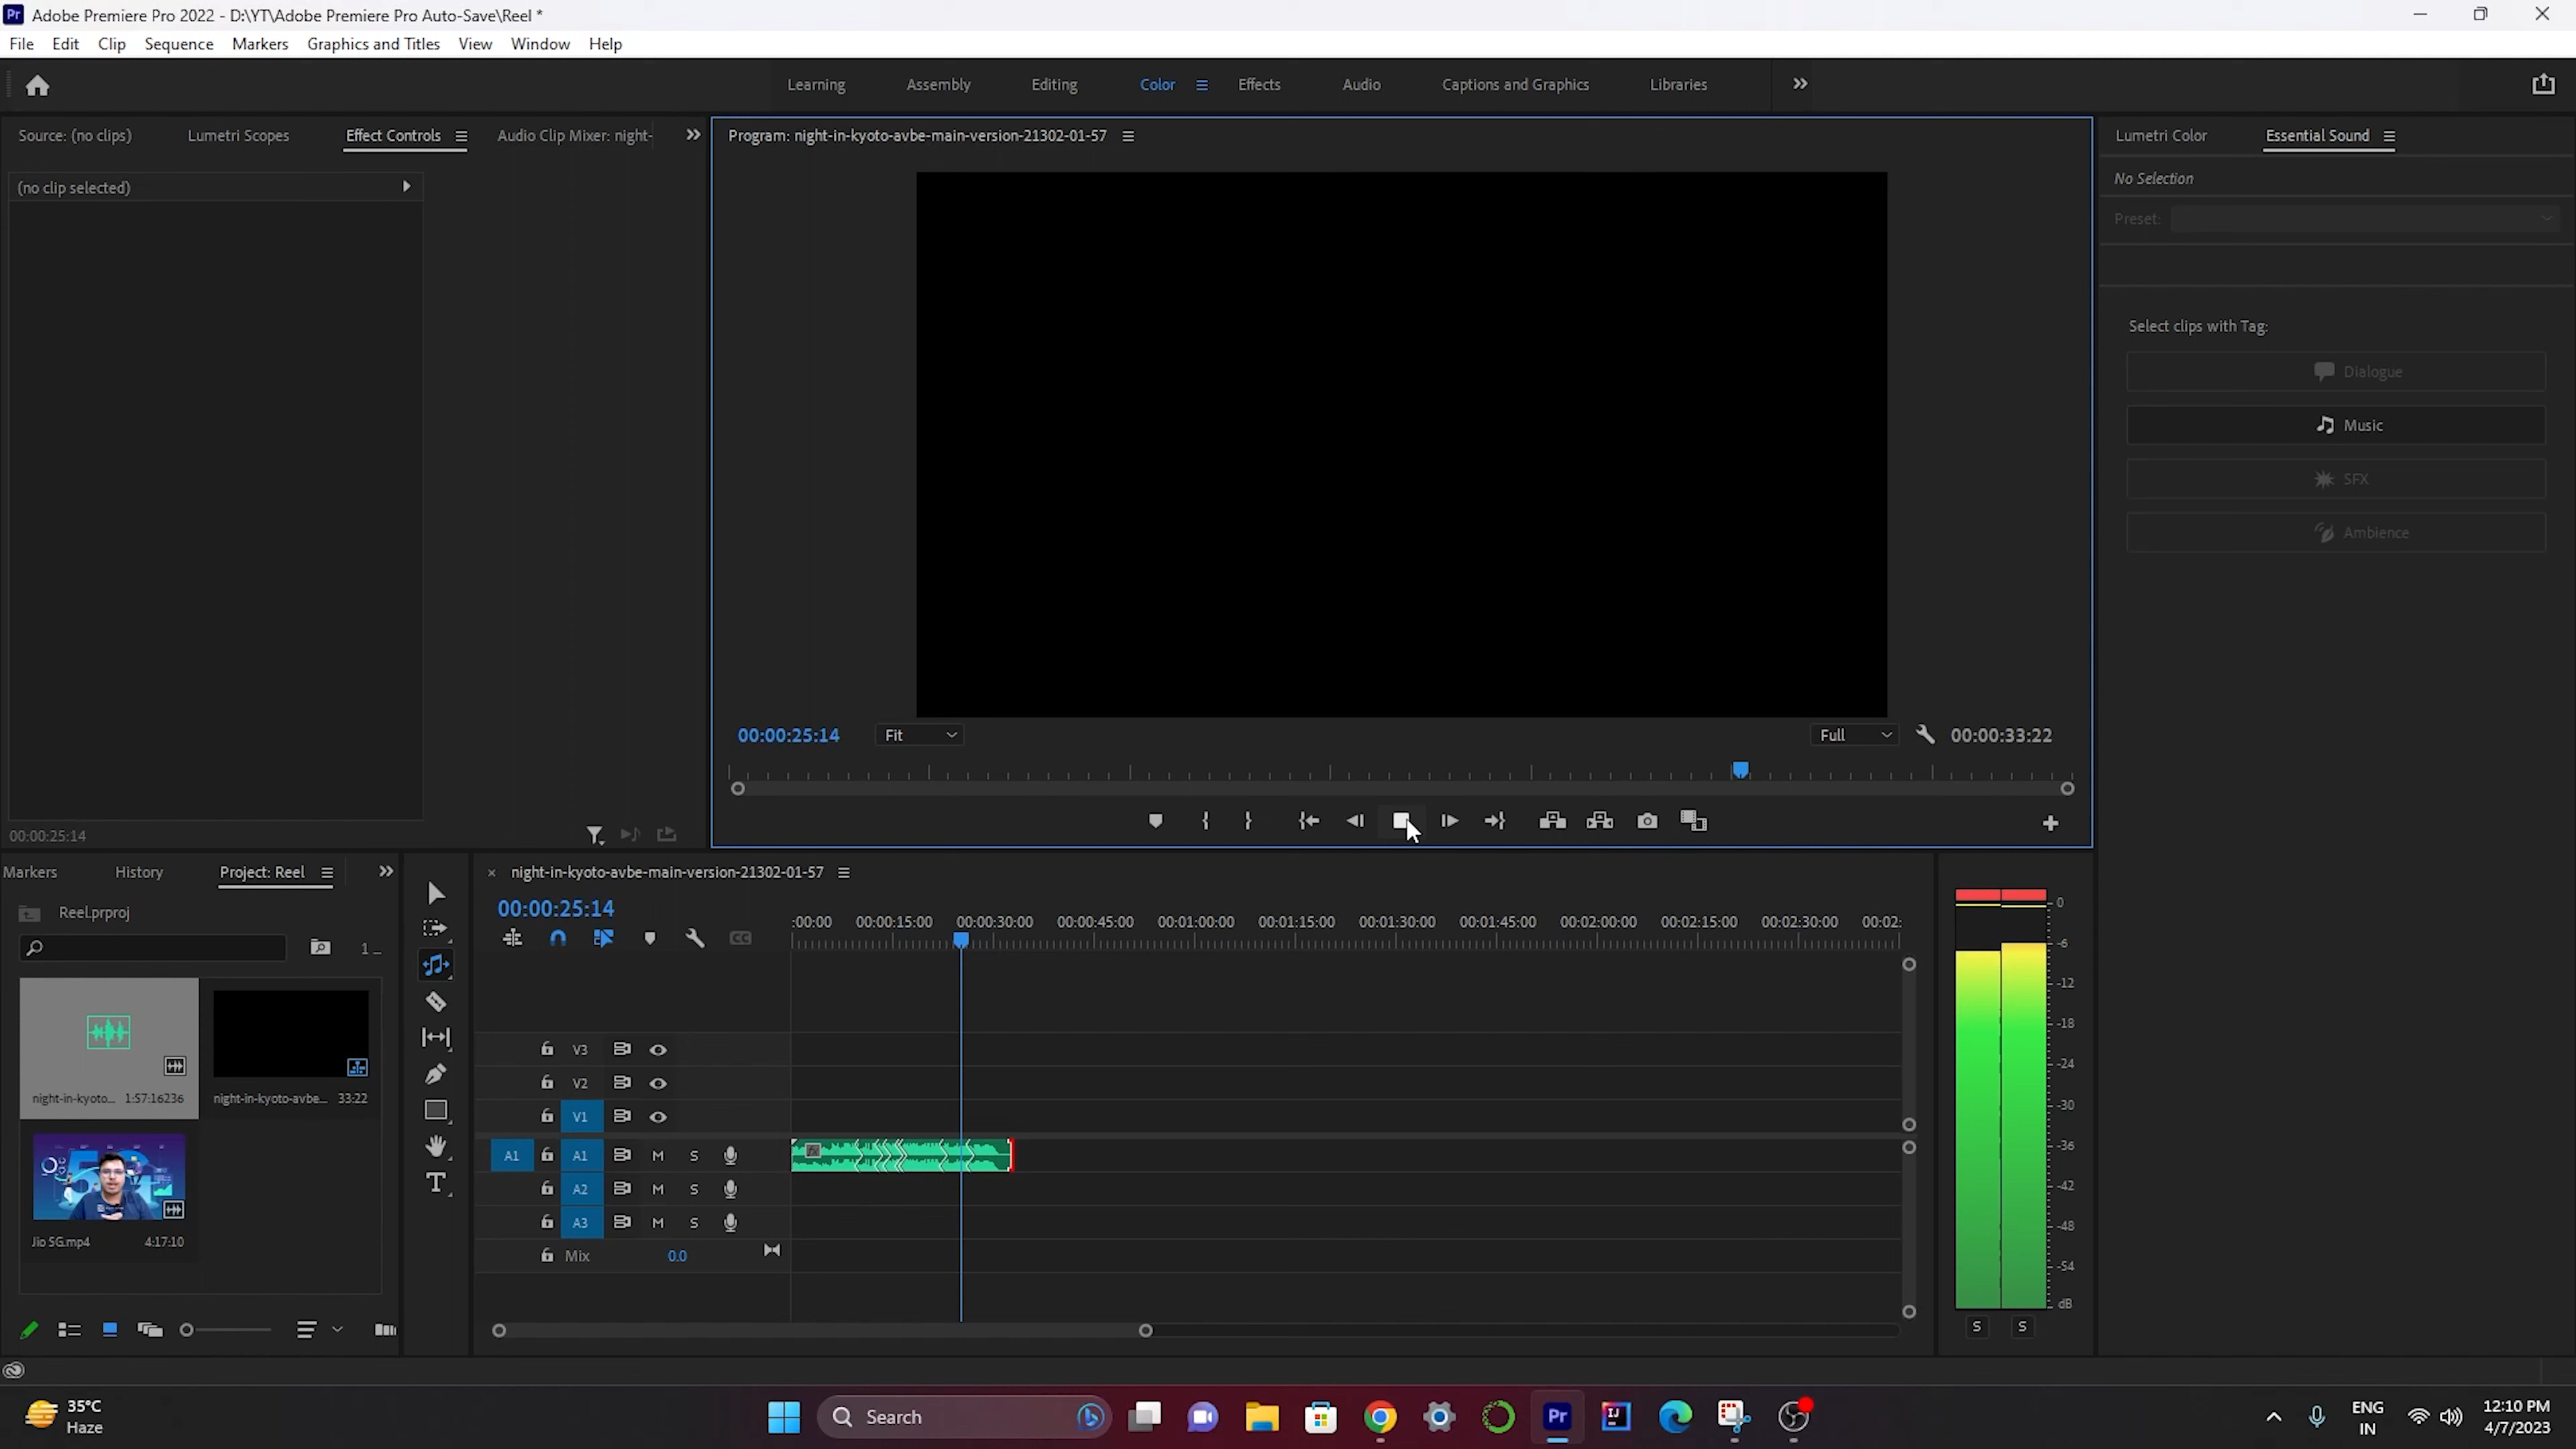 Pr Adobe Premiere Pro 2022 - D:\YT\Adobe Premiere Pro Auto-Save\Reel *
File Edit Clip Sequence Markers Graphics and Titles View Window Help
Learning Assembly Editing Color Effects Audio Captions and Graphics Libraries
Source: (no clips) Lumetri Scopes Effect Controls Audio Clip Mixer: night-
(no clip selected)
00:00:25:14
Program: night-in-kyoto-avbe-main-version-21302-01-57
00:00:25:14 Fit Full 00:00:33:22
Lumetri Color Essential Sound
No Selection
Preset:
Select clips with Tag:
Dialogue
Music
SFX
Ambience
Markers History Project: Reel
Reel.prproj
1 ...
night-in-kyoto... 1:57:16236 night-in-kyoto-avbe... 33:22
Jio 5G.mp4 4:17:10
T
night-in-kyoto-avbe-main-version-21302-01-57
00:00:25:14
:00:00 00:00:15:00 00:00:30:00 00:00:45:00 00:01:00:00 00:01:15:00 00:01:30:00 00:01:45:00 00:02:00:00 00:02:15:00 00:02:30:00 00:02:
CC
V3
V2
V1
A1 A1 M S
A2 M S
A3 M S
Mix 0.0
0
-6
-12
-18
-24
-30
-36
-42
-48
-54
dB
S S
35°C
Haze
Search
Pr
IJ
ENG
IN
12:10 PM
4/7/2023